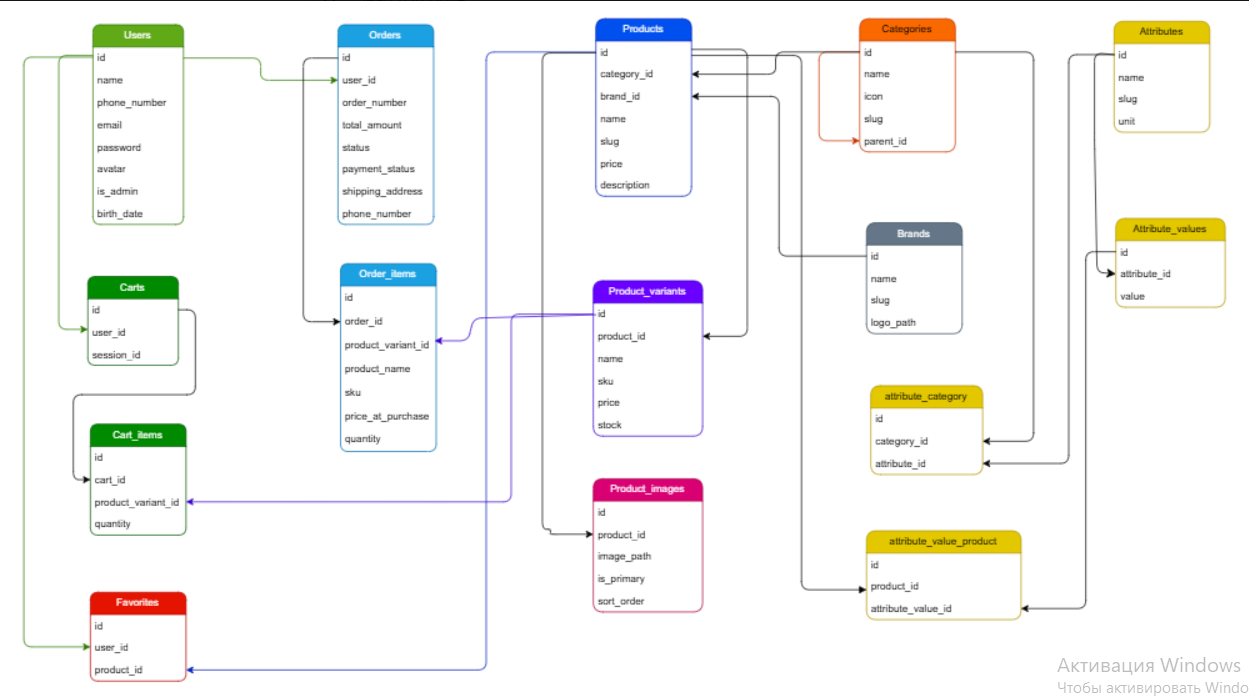 Users
id
name
phone_number
email
password
avatar
is_admin
birth_date
Orders
id
user_id
order_number
total_amount
status
payment_status
shipping_address
phone_number
Products
id
category_id
brand_id
name
slug
price
description
Categories
id
name
icon
slug
parent_id
Attributes
id
name
slug
unit
Carts
id
user_id
session_id
Order_items
id
order_id
product_variant_id
product_name
sku
price_at_purchase
quantity
Product_variants
id
product_id
name
sku
price
stock
Brands
id
name
slug
logo_path
Attribute_values
id
attribute_id
value
Cart_items
id
cart_id
product_variant_id
quantity
Product_images
id
product_id
image_path
is_primary
sort_order
attribute_category
id
category_id
attribute_id
Favorites
id
user_id
product_id
attribute_value_product
id
product_id
attribute_value_id
Активация Windows
Чтобы активировать Windo